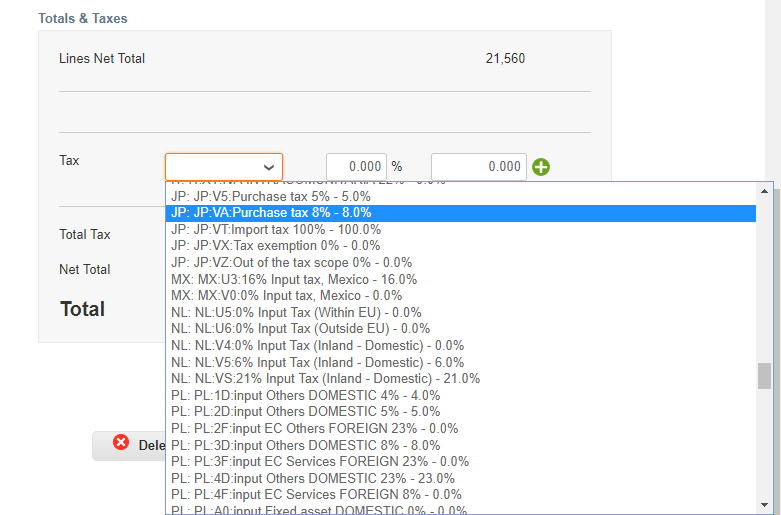 Totals & Taxes
Lines Net Total 21,560
Tax 0.000 % 0.000
JP: JP:V5:Purchase tax 5% - 5.0%
JP: JP:VA:Purchase tax 8% - 8.0%
JP: JP:VT:Import tax 100% - 100.0%
JP: JP:VX:Tax exemption 0% - 0.0%
JP: JP:VZ:Out of the tax scope 0% - 0.0%
MX: MX:U3:16% Input tax, Mexico - 16.0%
MX: MX:V0:0% Input tax, Mexico - 0.0%
NL: NL:U5:0% Input Tax (Within EU) - 0.0%
NL: NL:U6:0% Input Tax (Outside EU) - 0.0%
NL: NL:V4:0% Input Tax (Inland - Domestic) - 0.0%
NL: NL:V5:6% Input Tax (Inland - Domestic) - 6.0%
NL: NL:VS:21% Input Tax (Inland - Domestic) - 21.0%
PL: PL:1D:input Others DOMESTIC 4% - 4.0%
PL: PL:2D:input Others DOMESTIC 5% - 5.0%
PL: PL:2F:input EC Others FOREIGN 23% - 0.0%
PL: PL:3D:input Others DOMESTIC 8% - 8.0%
PL: PL:3F:input EC Services FOREIGN 23% - 0.0%
PL: PL:4D:input Others DOMESTIC 23% - 23.0%
PL: PL:4F:input EC Services FOREIGN 8% - 0.0%
PL: PL:A0:input Fixed asset DOMESTIC 0% - 0.0%
Total Tax
Net Total
Total
Dele